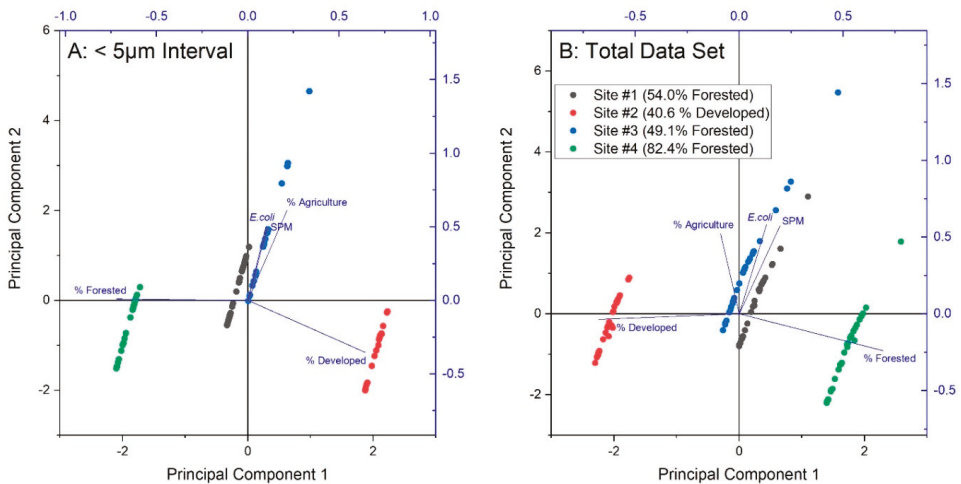 -1.0 -0.5 0.0 0.5 1.0
6
4
2
0
-2
A: < 5µm Interval
1.5
1.0
0.5
0.0
-0.5
E.coli
% Agriculture
SPM
% Forested
% Developed
Principal Component 2
-2 0 2
Principal Component 1
-0.5 0.0 0.5
6
4
2
0
-2
B: Total Data Set
Site #1 (54.0% Forested)
Site #2 (40.6 % Developed)
Site #3 (49.1% Forested)
Site #4 (82.4% Forested)
1.5
1.0
0.5
0.0
-0.5
% Agriculture
E.coli
SPM
% Developed
% Forested
Principal Component 2
-2 0 2
Principal Component 1